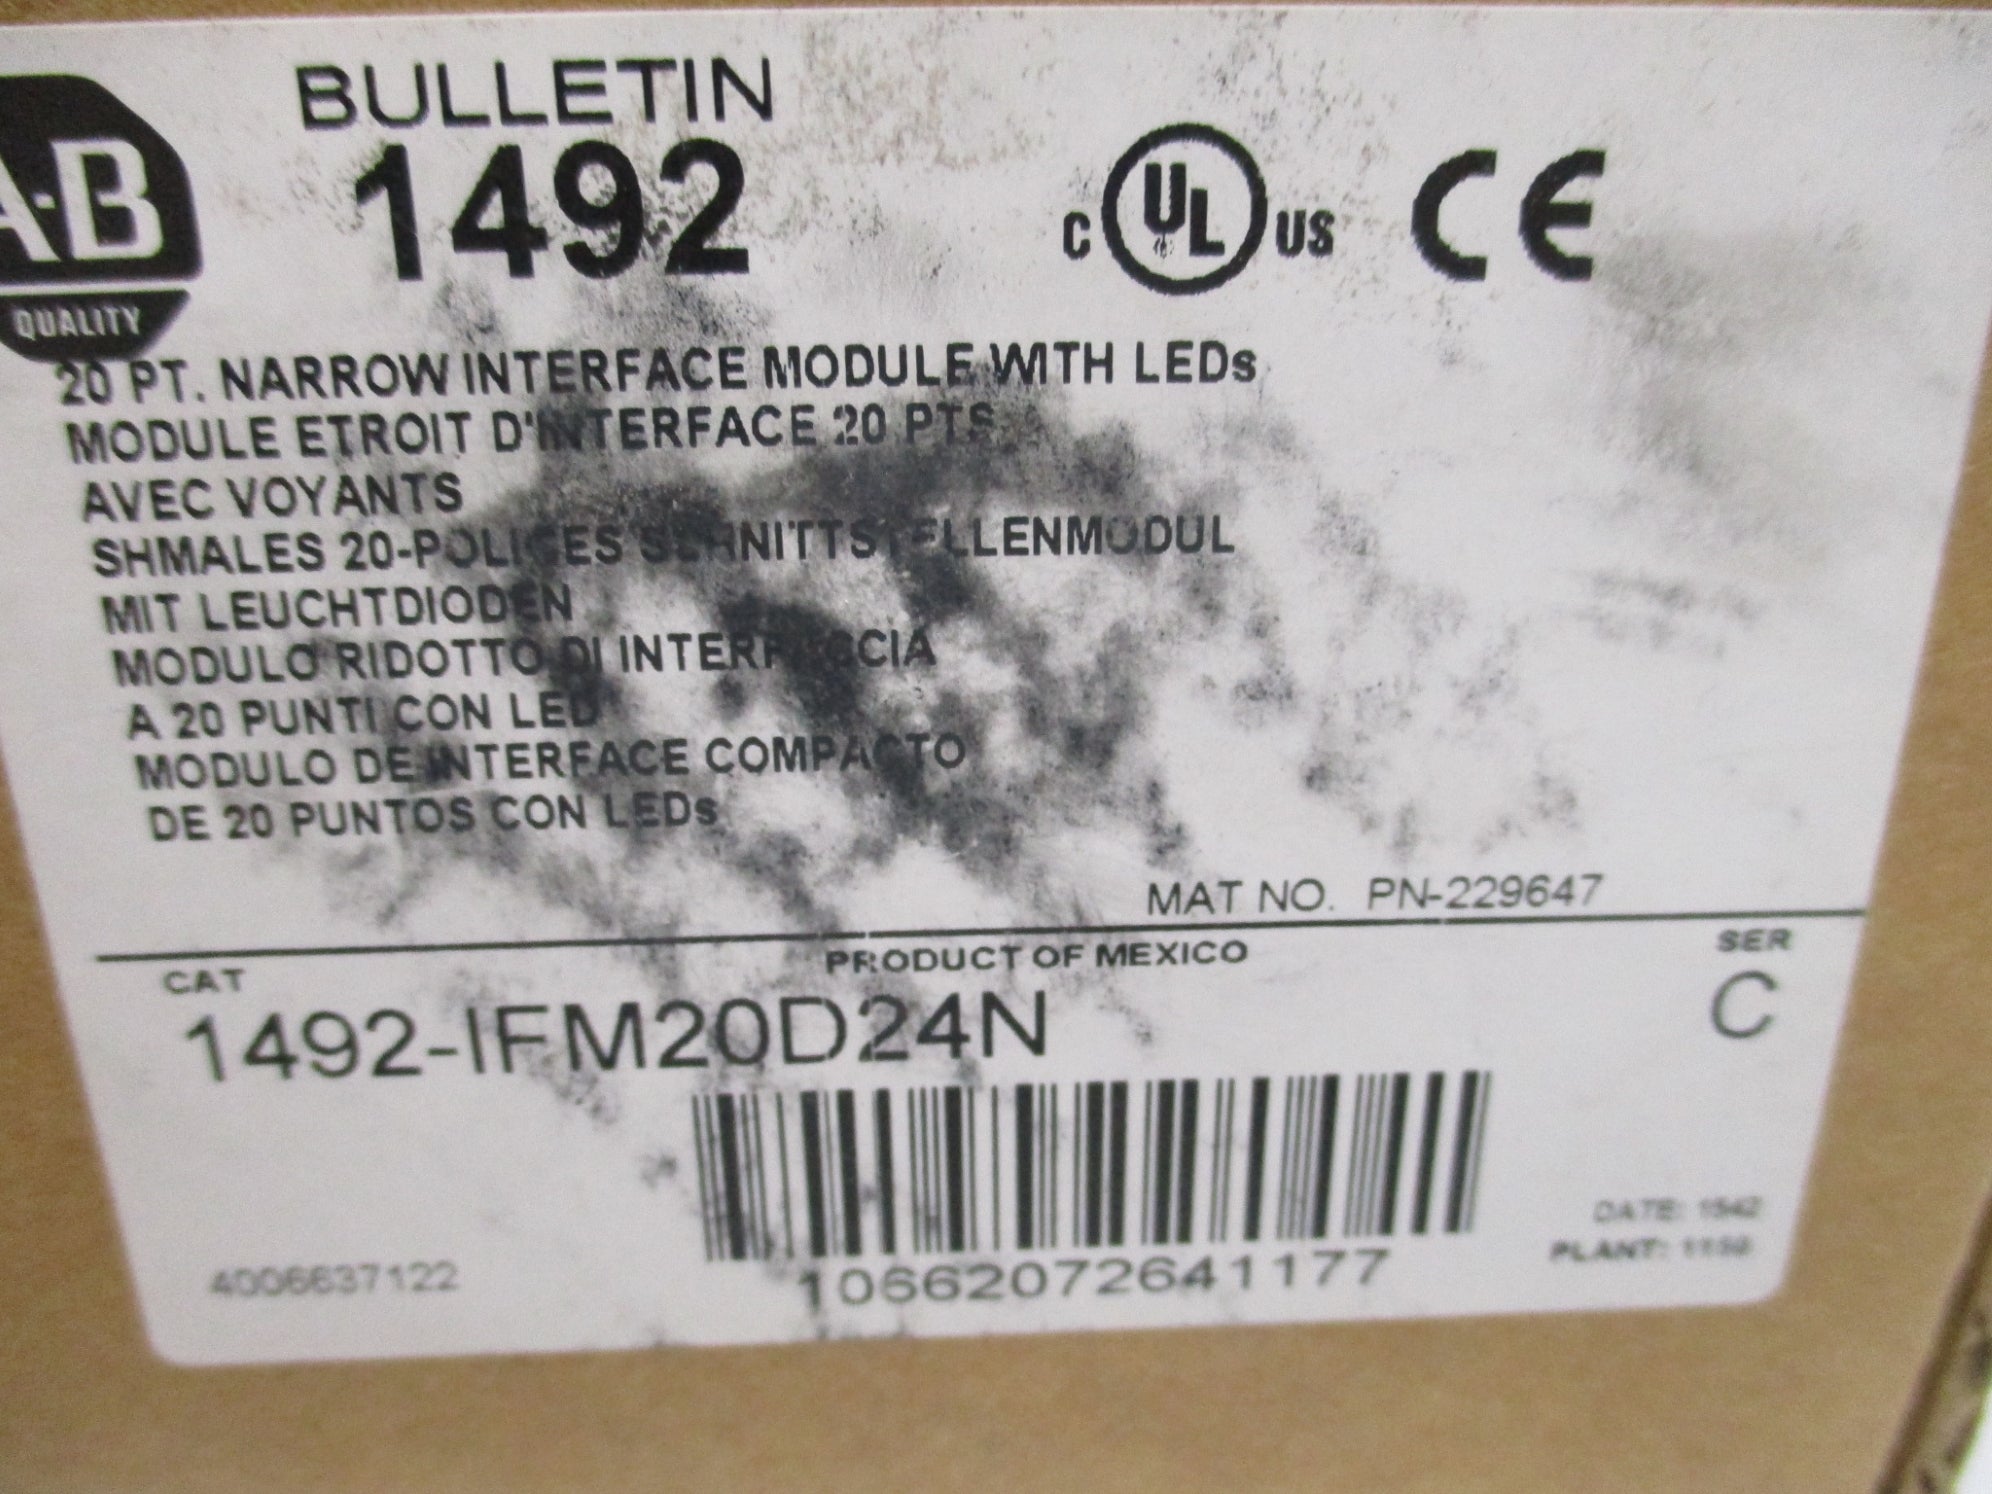 BULLETIN
1492
A-B
QUALITY
C UL US CE
20 PT. NARROW INTERFACE MODULE WITH LEDs
MODULE ETROIT D'INTERFACE 20 PTS
AVEC VOYANTS
SHMALES 20-POLIGES SCHNITTSTELLENMODUL
MIT LEUCHTDIODEN
MODULO RIDOTTO DI INTERFACCIA
A 20 PUNTI CON LED
MODULO DE INTERFACE COMPACTO
DE 20 PUNTOS CON LEDs
MAT NO. PN-229647
PRODUCT OF MEXICO
CAT
SER
1492-IFM20D24N
C
DATE: 1542
PLANT:
4006637122
10662072641177